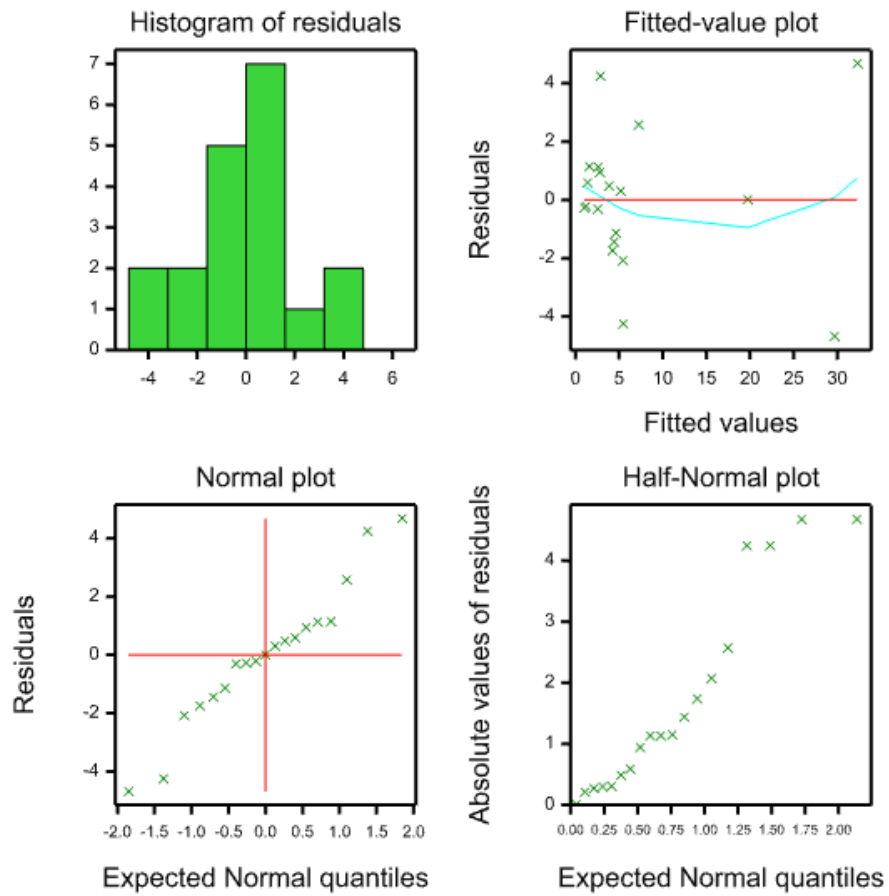 Histogram of residuals
7
6
5
4
3
2
1
0
-4 -2 0 2 4 6
Fitted-value plot
Residuals
4
2
0
-2
-4
0 5 10 15 20 25 30
Fitted values
Normal plot
Residuals
4
2
0
-2
-4
-2.0 -1.5 -1.0 -0.5 0.0 0.5 1.0 1.5 2.0
Expected Normal quantiles
Half-Normal plot
Absolute values of residuals
4
3
2
1
0
0.00 0.25 0.50 0.75 1.00 1.25 1.50 1.75 2.00
Expected Normal quantiles